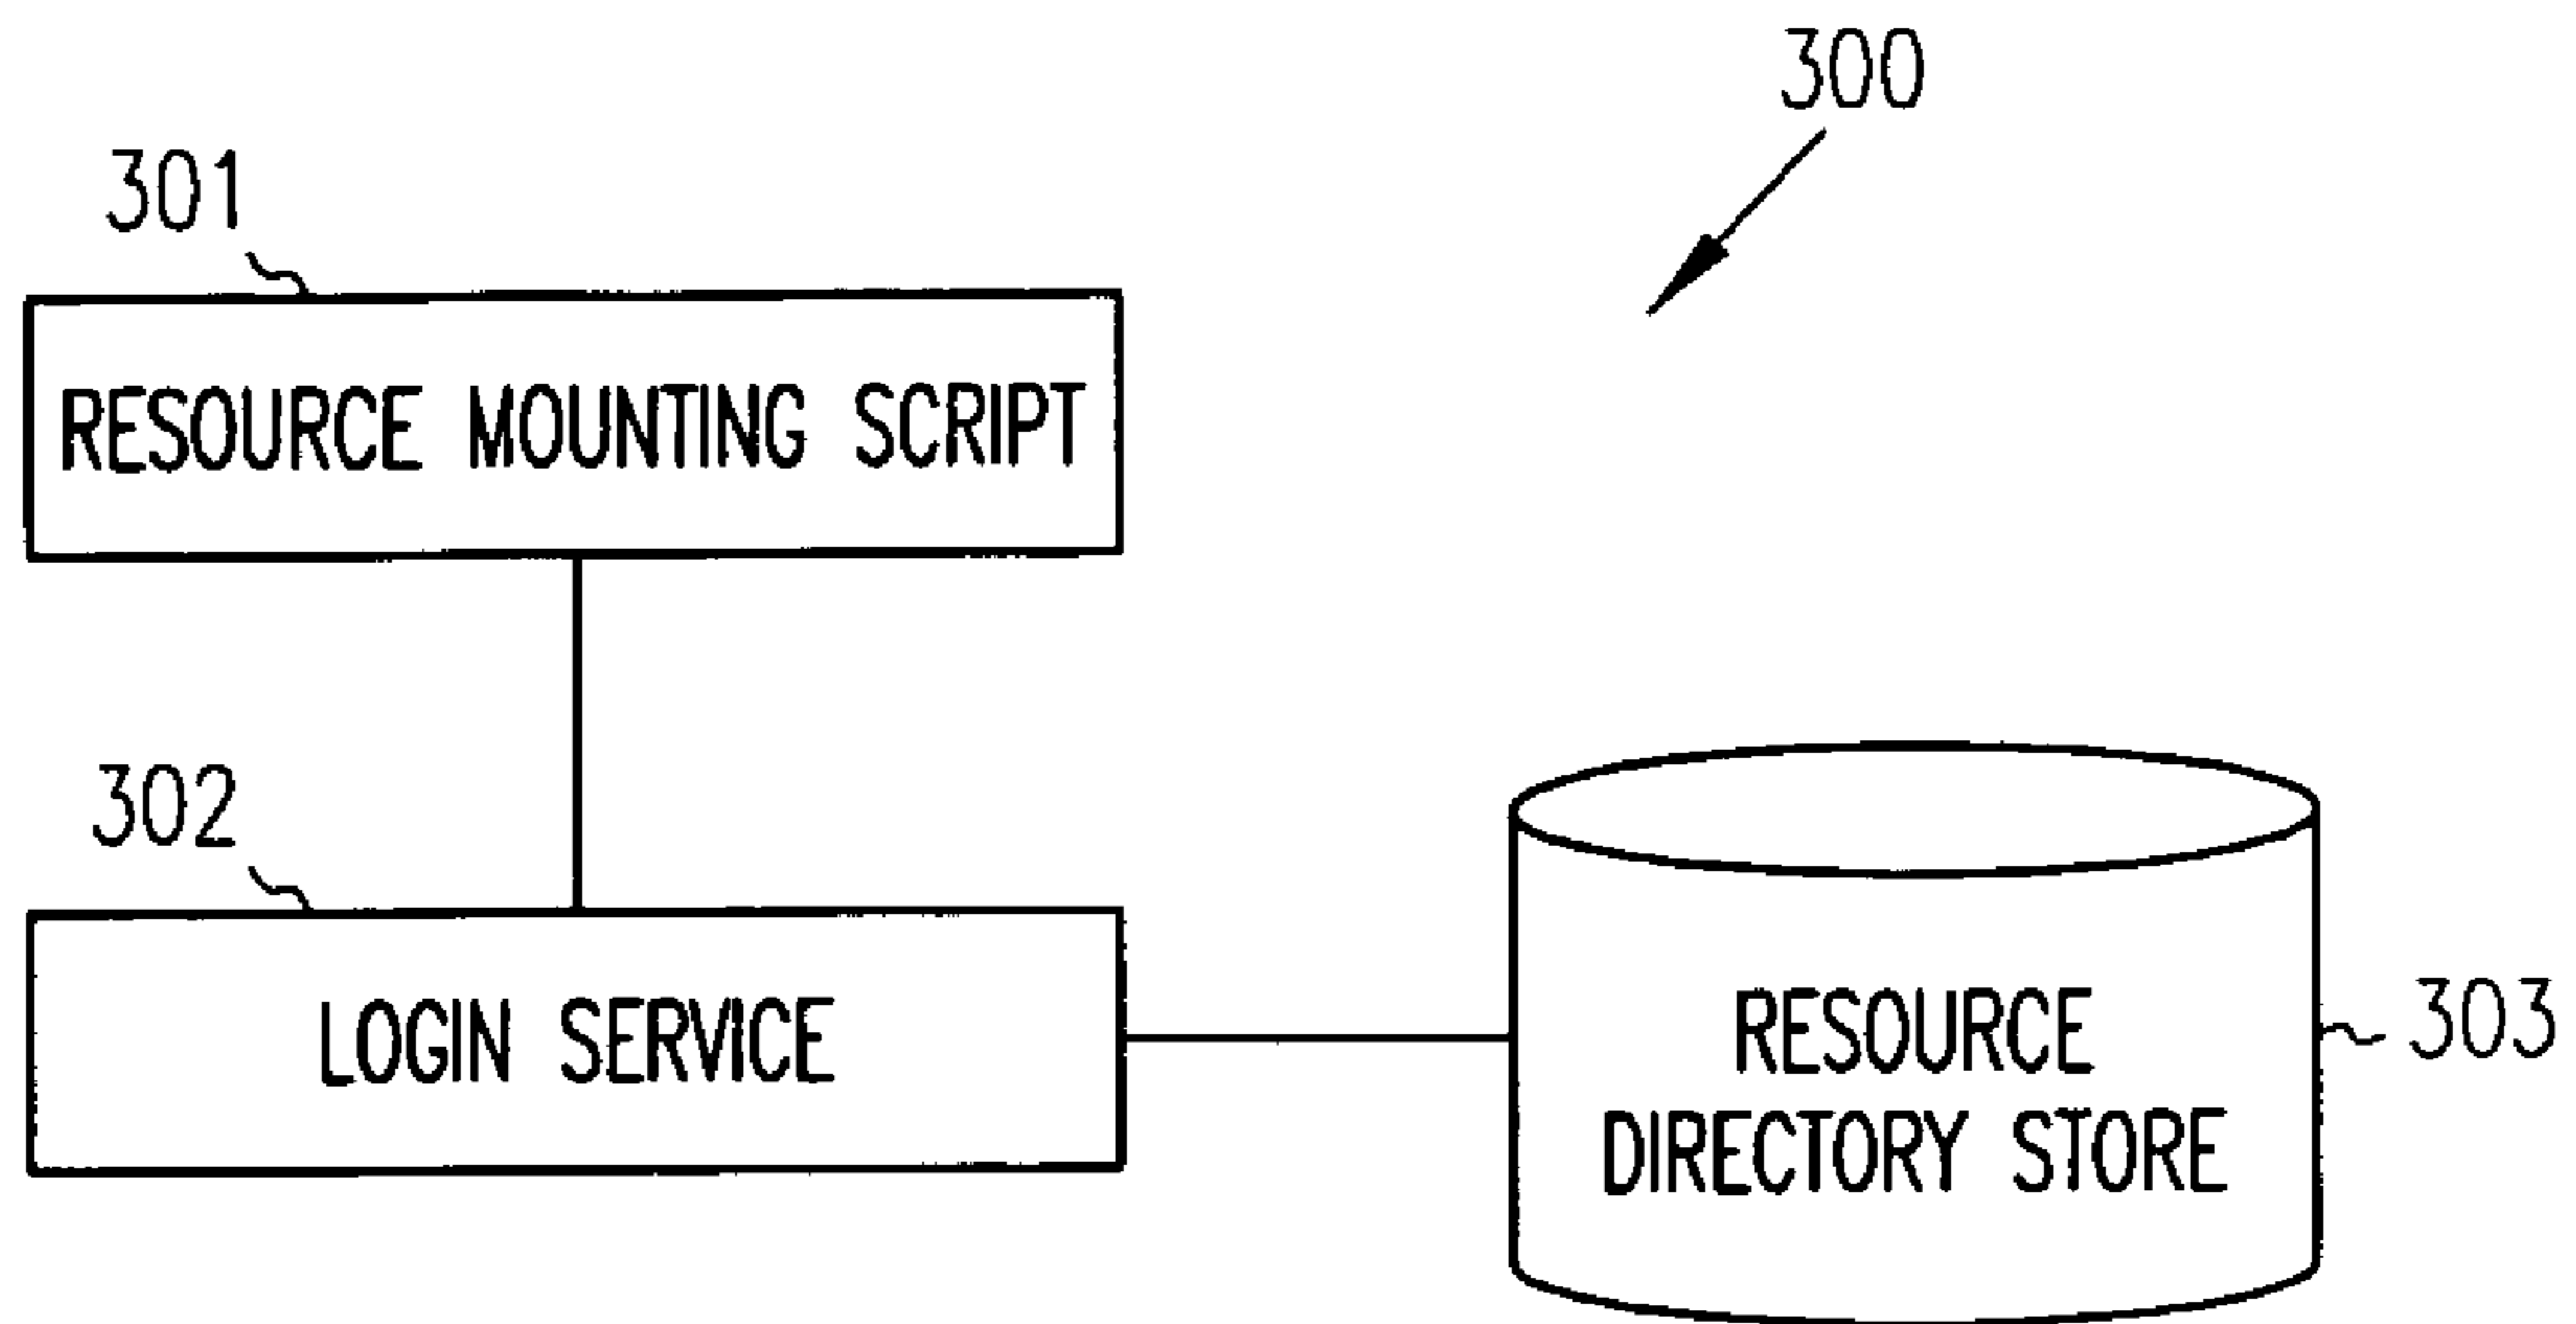 300
301
RESOURCE MOUNTING SCRIPT
302
LOGIN SERVICE
RESOURCE
DIRECTORY STORE
303